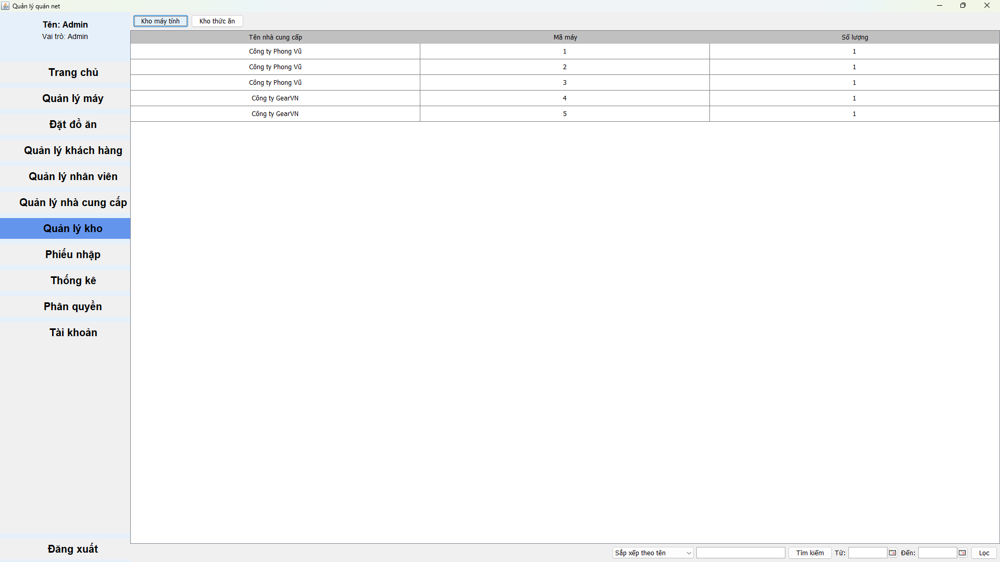 Quản lý quán net
Tên: Admin
Vai trò: Admin
Trang chủ
Quản lý máy
Đặt đồ ăn
Quản lý khách hàng
Quản lý nhân viên
Quản lý nhà cung cấp
Quản lý kho
Phiếu nhập
Thống kê
Phân quyền
Tài khoản
Đăng xuất
Kho máy tính Kho thức ăn
Tên nhà cung cấp Mã máy Số lượng
Công ty Phong Vũ 1 1
Công ty Phong Vũ 2 1
Công ty Phong Vũ 3 1
Công ty GearVN 4 1
Công ty GearVN 5 1
Sắp xếp theo tên Tìm kiếm Từ: Đến: Lọc